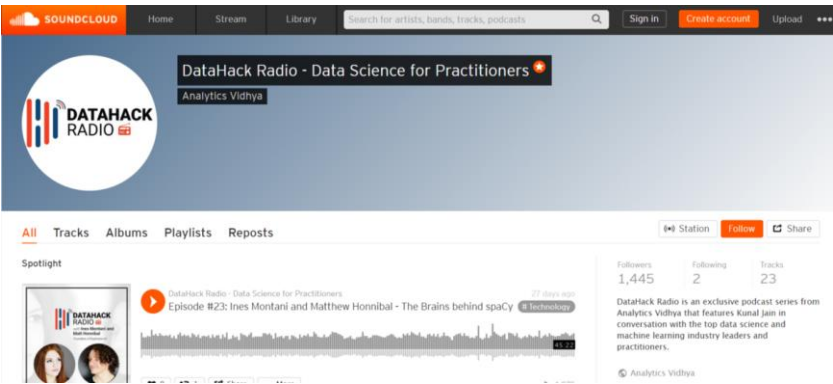 SOUNDCLOUD Home Stream Library Search for artists, bands, tracks, podcasts Sign in Create account Upload
DataHack Radio - Data Science for Practitioners
Analytics Vidhya
DATAHACK
RADIO
All Tracks Albums Playlists Reposts
Station Follow Share
Spotlight
DataHack Radio - Data Science for Practitioners 27 days ago
Episode #23: Ines Montani and Matthew Honnibal - The Brains behind spaCy # Technology
45:22
DATAHACK
RADIO
Share More
Followers Following Tracks
1,445 2 23
DataHack Radio is an exclusive podcast series from
Analytics Vidhya that features Kunal Jain in
conversation with the top data science and
machine learning industry leaders and
practitioners.
Analytics Vidhya